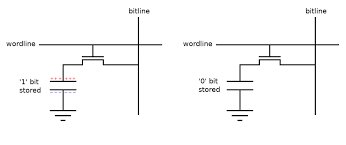 bitline
wordline
'1' bit
stored
bitline
wordline
'0' bit
stored